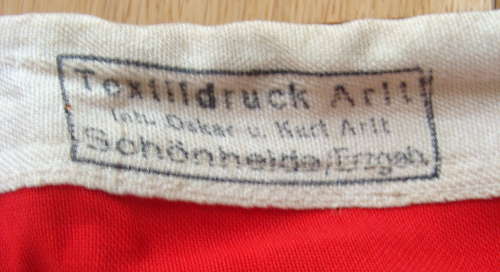 Textildruck Arlt
Inh. Oskar u. Kurt Arlt
Schönheide/Erzgeb.